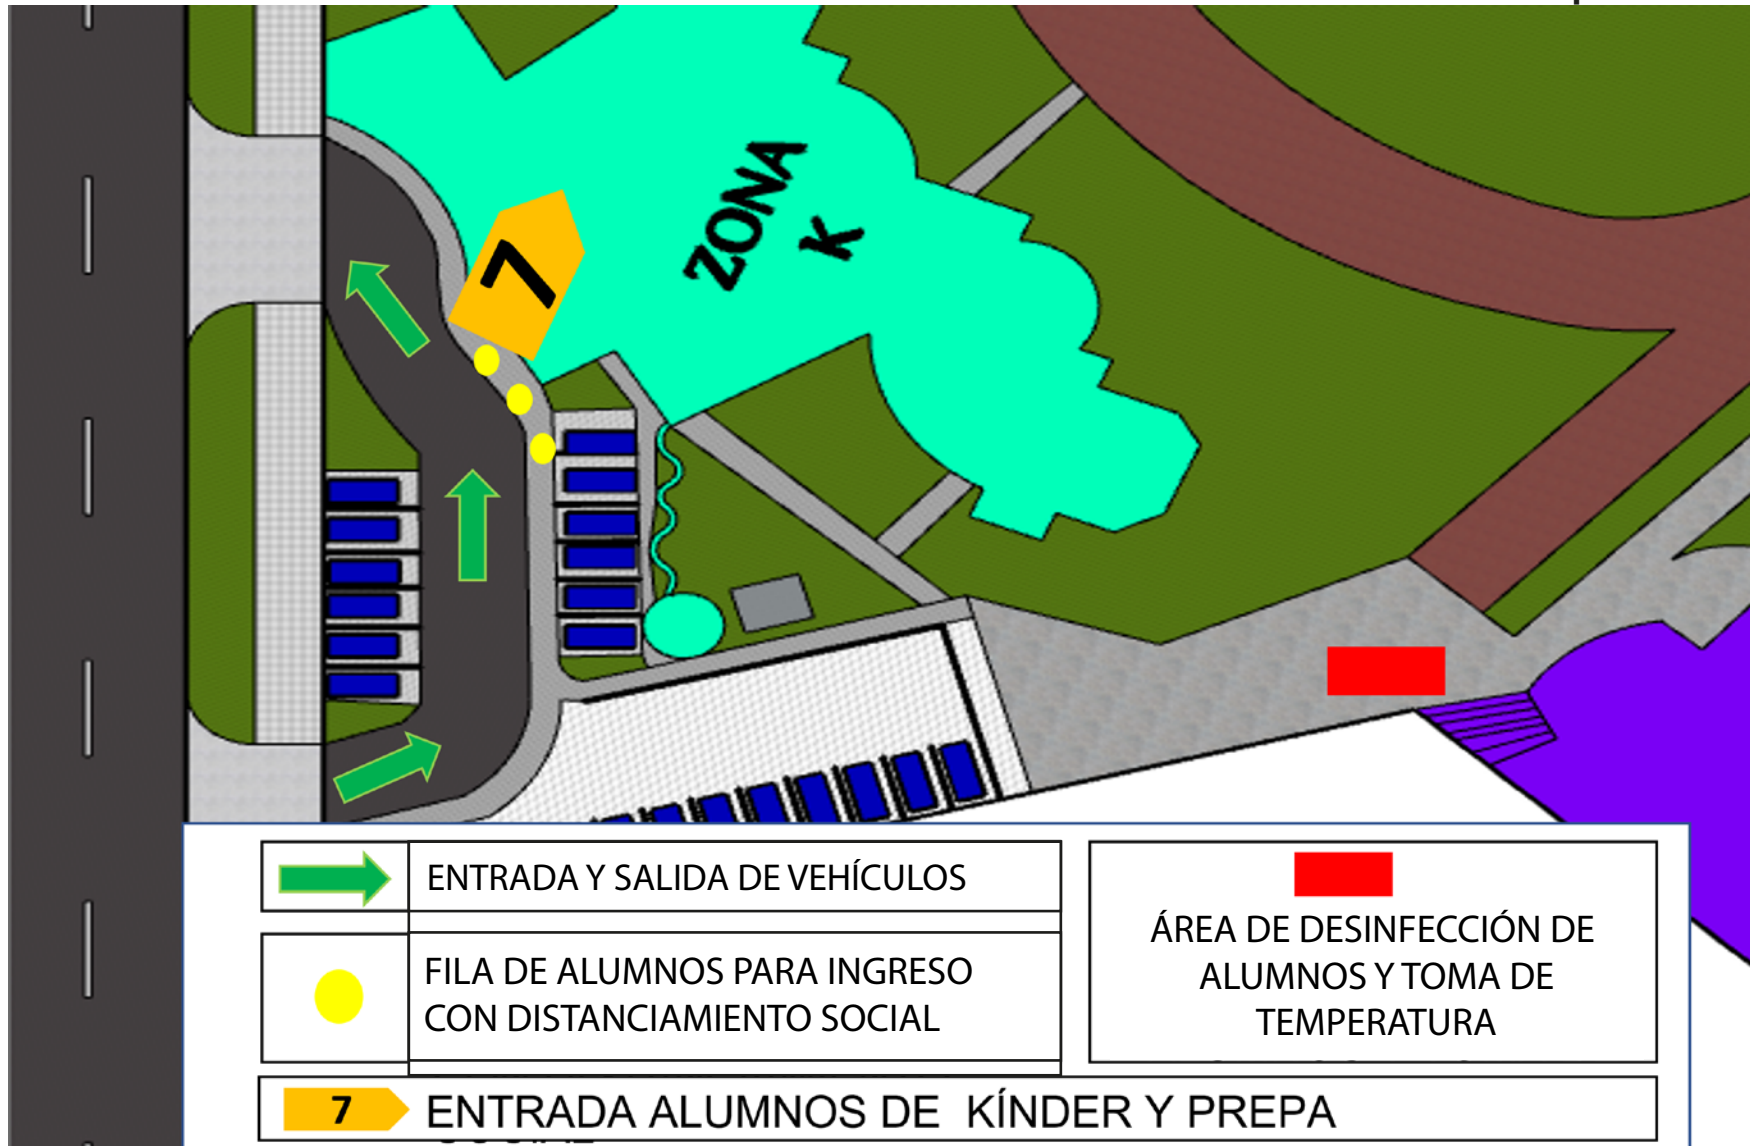 ZONA
K
7
ENTRADA Y SALIDA DE VEHÍCULOS
FILA DE ALUMNOS PARA INGRESO
CON DISTANCIAMIENTO SOCIAL
ÁREA DE DESINFECCIÓN DE
ALUMNOS Y TOMA DE
TEMPERATURA
7 ENTRADA ALUMNOS DE KÍNDER Y PREPA